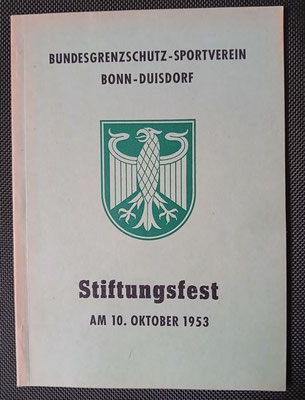 BUNDESGRENZSCHUTZ-SPORTVEREIN
BONN-DUISDORF
Stiftungsfest
AM 10. OKTOBER 1953